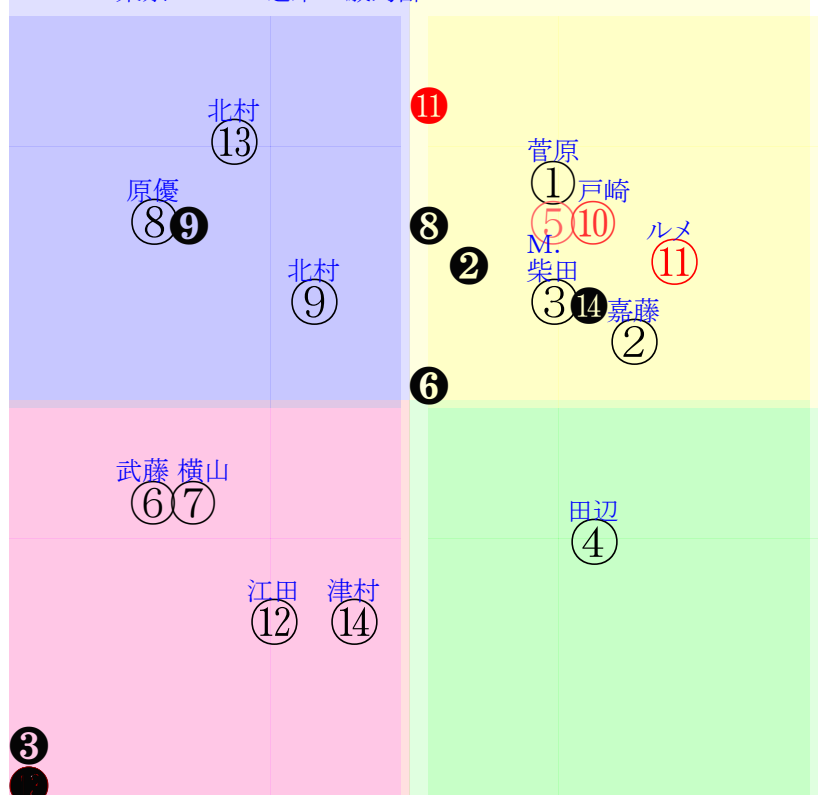 北村
⓫
⑬
菅原
原優
①
戸崎
⑧❾
❽
⑤⑩
ルメ
M.
❷
⑪
北村
柴田
⑨
③⓮
嘉藤
②
❻
武藤 横山
⑥⑦
田辺
④
江田 津村
⑫ ⑭
❸